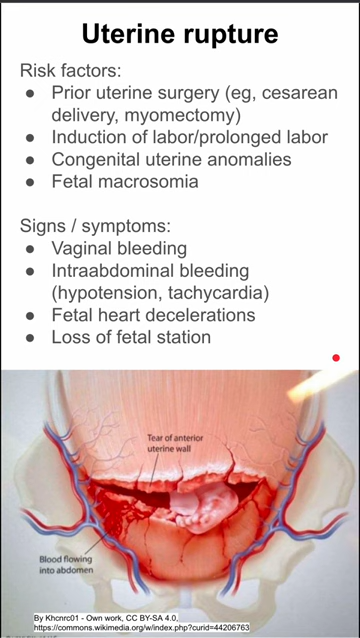 Uterine rupture
Risk factors:
● Prior uterine surgery (eg, cesarean
delivery, myomectomy)
● Induction of labor/prolonged labor
● Congenital uterine anomalies
● Fetal macrosomia
Signs / symptoms:
● Vaginal bleeding
● Intraabdominal bleeding
(hypotension, tachycardia)
● Fetal heart decelerations
● Loss of fetal station
Tear of anterior
uterine wall
Blood flowing
into abdomen
By Khcnrc01 - Own work, CC BY-SA 4.0,
https://commons.wikimedia.org/w/index.php?curid=44206763